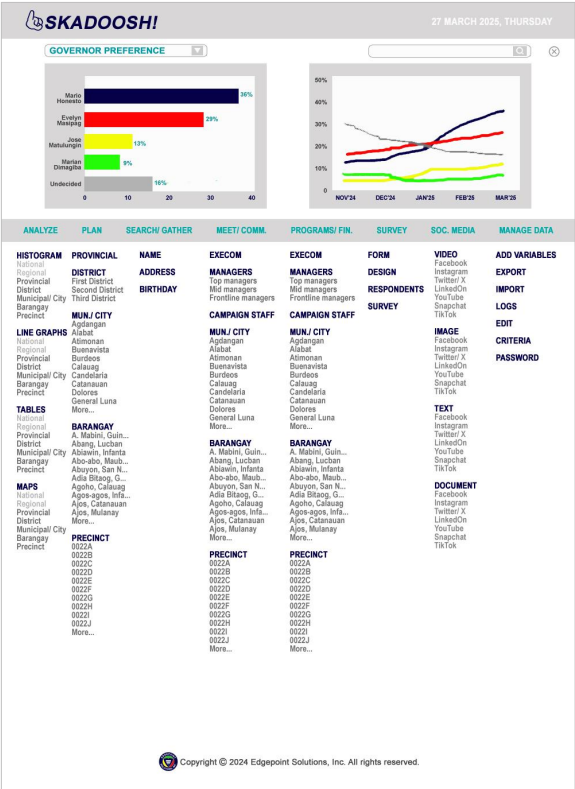 SKADOOSH!
27 MARCH 2025, THURSDAY
GOVERNOR PREFERENCE
Mario
Honesto
36%
Evelyn
Masipag
29%
Jose
Matulungin
13%
Marian
Dimagiba
9%
Undecided
16%
0 10 20 30 40
50%
40%
30%
20%
10%
0
NOV'24 DEC'24 JAN'25 FEB'25 MAR'25
ANALYZE PLAN SEARCH/ GATHER MEET/ COMM. PROGRAMS/ FIN. SURVEY SOC. MEDIA MANAGE DATA
HISTOGRAM
National
Regional
Provincial
District
Municipal/ City
Barangay
Precinct
LINE GRAPHS
National
Regional
Provincial
District
Municipal/ City
Barangay
Precinct
TABLES
National
Regional
Provincial
District
Municipal/ City
Barangay
Precinct
MAPS
National
Regional
Provincial
District
Municipal/ City
Barangay
Precinct
PROVINCIAL
DISTRICT
First District
Second District
Third District
MUN./ CITY
Agdangan
Alabat
Atimonan
Buenavista
Burdeos
Calauag
Candelaria
Catanauan
Dolores
General Luna
More...
BARANGAY
A. Mabini, Guin...
Abang, Lucban
Abiawin, Infanta
Abo-abo, Maub...
Abuyon, San N...
Adia Bitaog, G...
Agoho, Calauag
Agos-agos, Infa...
Ajos, Catanauan
Ajos, Mulanay
More...
PRECINCT
0022A
0022B
0022C
0022D
0022E
0022F
0022G
0022H
0022I
0022J
More...
NAME
ADDRESS
BIRTHDAY
EXECOM
MANAGERS
Top managers
Mid managers
Frontline managers
CAMPAIGN STAFF
MUN./ CITY
Agdangan
Alabat
Atimonan
Buenavista
Burdeos
Calauag
Candelaria
Catanauan
Dolores
General Luna
More...
BARANGAY
A. Mabini, Guin...
Abang, Lucban
Abiawin, Infanta
Abo-abo, Maub...
Abuyon, San N...
Adia Bitaog, G...
Agoho, Calauag
Agos-agos, Infa...
Ajos, Catanauan
Ajos, Mulanay
More...
PRECINCT
0022A
0022B
0022C
0022D
0022E
0022F
0022G
0022H
0022I
0022J
More...
EXECOM
MANAGERS
Top managers
Mid managers
Frontline managers
CAMPAIGN STAFF
MUN./ CITY
Agdangan
Alabat
Atimonan
Buenavista
Burdeos
Calauag
Candelaria
Catanauan
Dolores
General Luna
More...
BARANGAY
A. Mabini, Guin...
Abang, Lucban
Abiawin, Infanta
Abo-abo, Maub...
Abuyon, San N...
Adia Bitaog, G...
Agoho, Calauag
Agos-agos, Infa...
Ajos, Catanauan
Ajos, Mulanay
More...
PRECINCT
0022A
0022B
0022C
0022D
0022E
0022F
0022G
0022H
0022I
0022J
More...
FORM
DESIGN
RESPONDENTS
SURVEY
VIDEO
Facebook
Instagram
Twitter/ X
LinkedOn
YouTube
Snapchat
TikTok
IMAGE
Facebook
Instagram
Twitter/ X
LinkedOn
YouTube
Snapchat
TikTok
TEXT
Facebook
Instagram
Twitter/ X
LinkedOn
YouTube
Snapchat
TikTok
DOCUMENT
Facebook
Instagram
Twitter/ X
LinkedOn
YouTube
Snapchat
TikTok
ADD VARIABLES
EXPORT
IMPORT
LOGS
EDIT
CRITERIA
PASSWORD
Copyright © 2024 Edgepoint Solutions, Inc. All rights reserved.